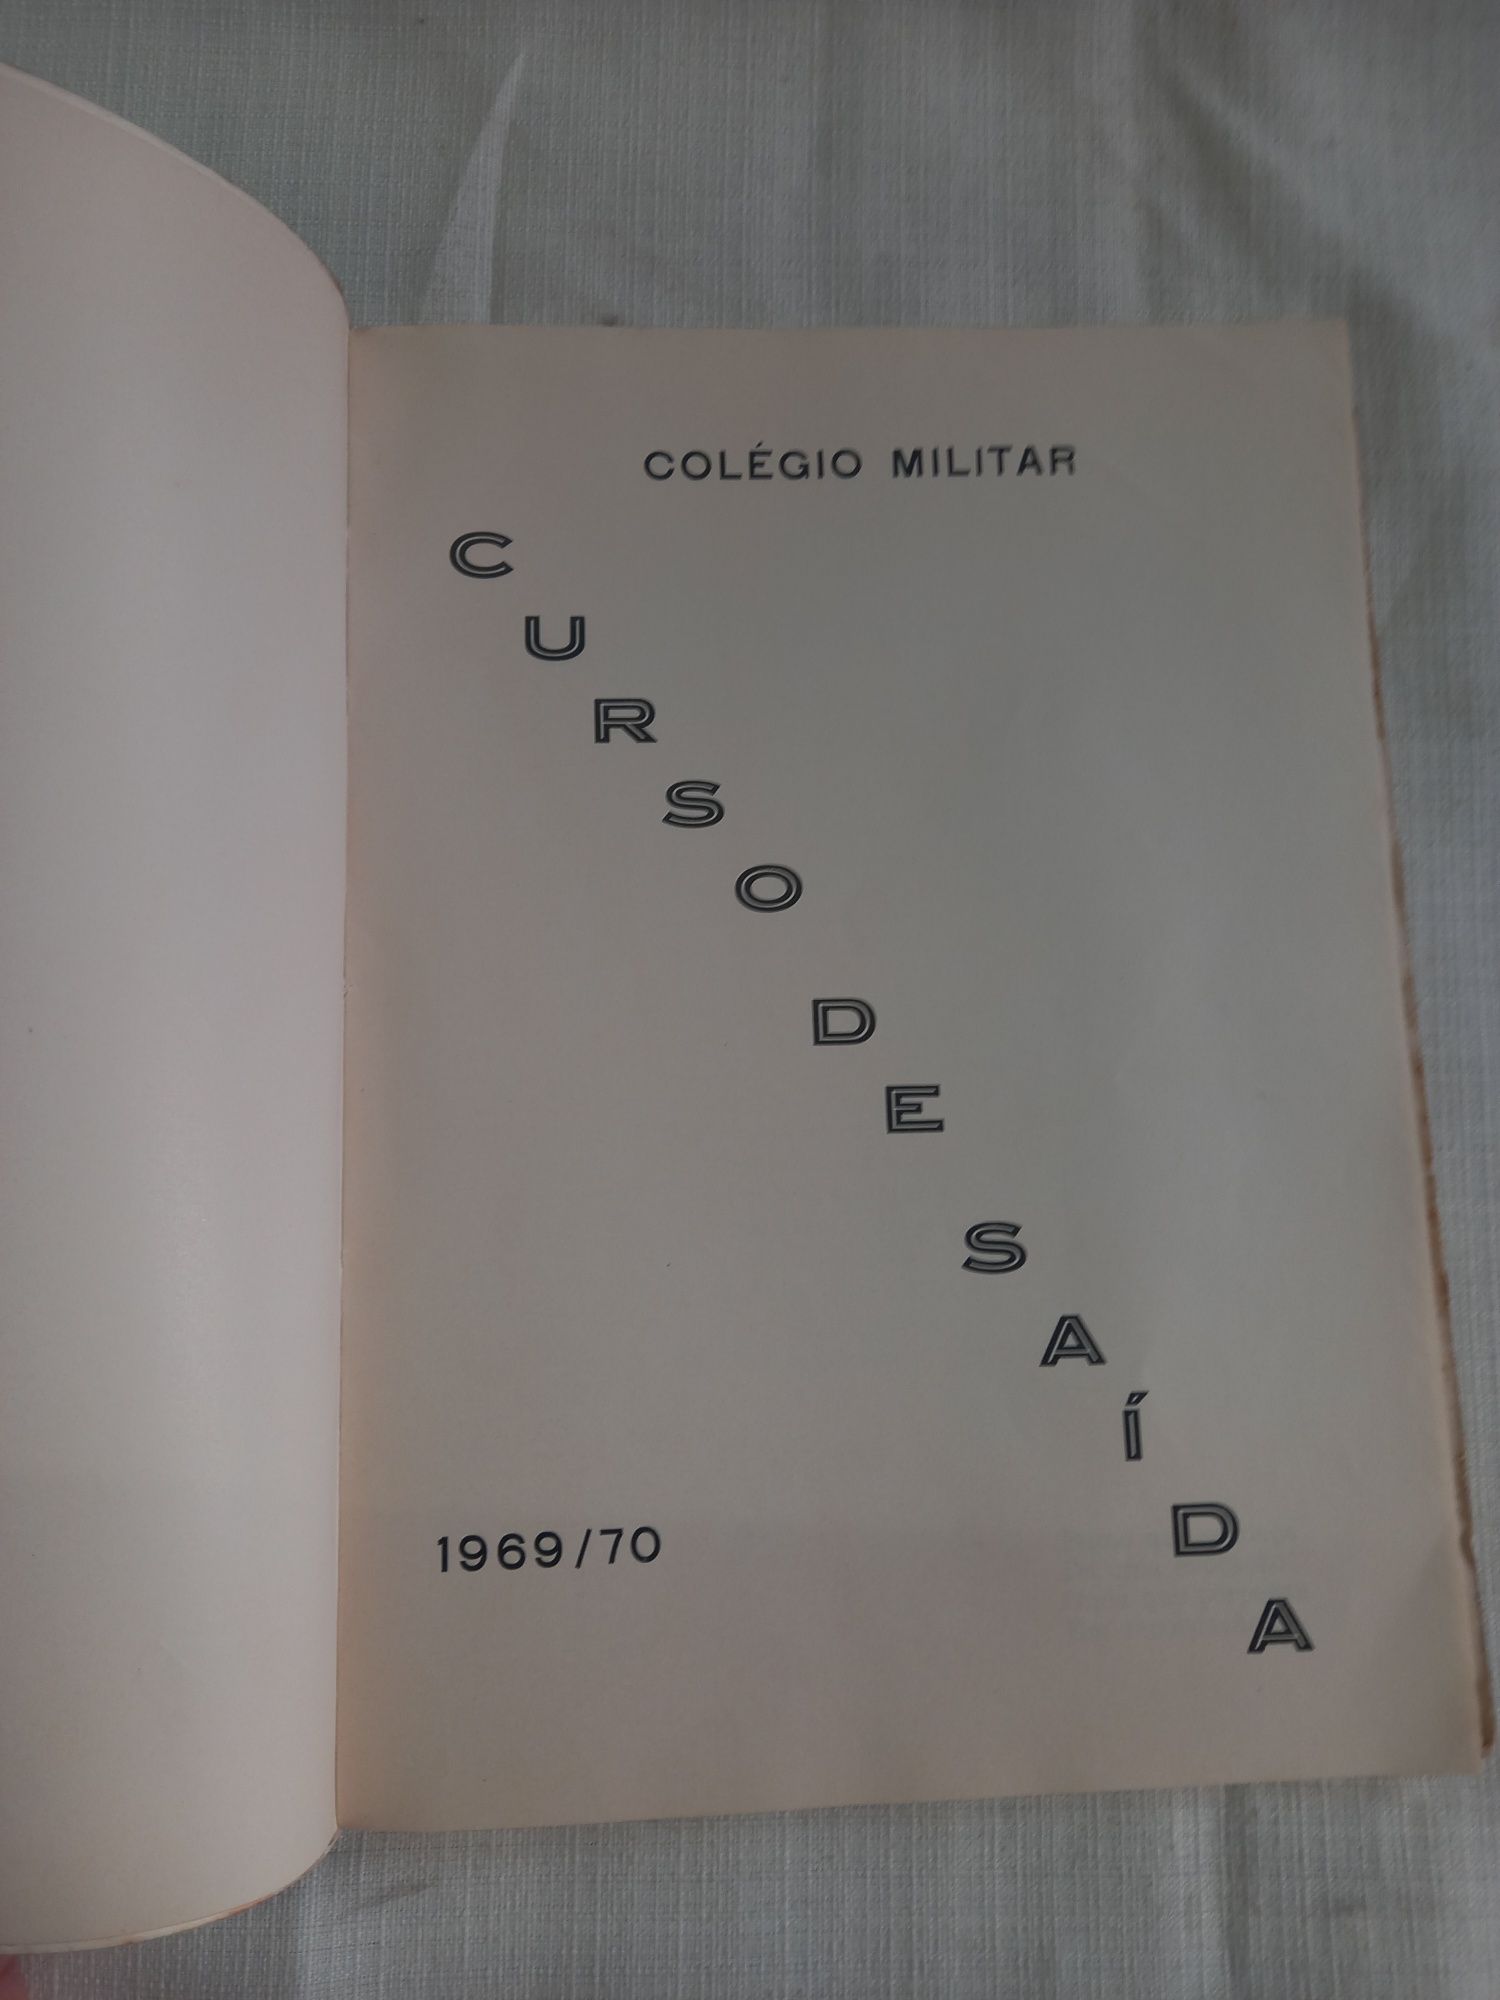 COLÉGIO MILITAR
CURSO DE SAÍDA
1969/70